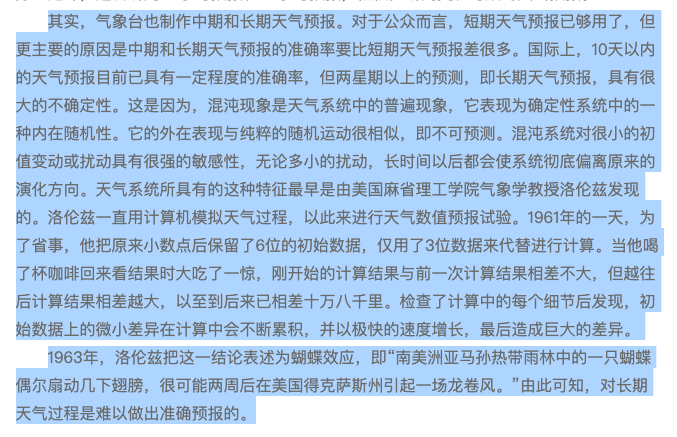 其实，气象台也制作中期和长期天气预报。对于公众而言，短期天气预报已够用了，但
更主要的原因是中期和长期天气预报的准确率要比短期天气预报差很多。国际上，10天以内
的天气预报目前已具有一定程度的准确率，但两星期以上的预测，即长期天气预报，具有很
大的不确定性。这是因为，混沌现象是天气系统中的普遍现象，它表现为确定性系统中的一
种内在随机性。它的外在表现与纯粹的随机运动很相似，即不可预测。混沌系统对很小的初
值变动或扰动具有很强的敏感性，无论多小的扰动，长时间以后都会使系统彻底偏离原来的
演化方向。天气系统所具有的这种特征最早是由美国麻省理工学院气象学教授洛伦兹发现
的。洛伦兹一直用计算机模拟天气过程，以此来进行天气数值预报试验。1961年的一天，为
了省事，他把原来小数点后保留了6位的初始数据，仅用了3位数据来代替进行计算。当他喝
了杯咖啡回来看结果时大吃了一惊，刚开始的计算结果与前一次计算结果相差不大，但越往
后计算结果相差越大，以至到后来已相差十万八千里。检查了计算中的每个细节后发现，初
始数据上的微小差异在计算中会不断累积，并以极快的速度增长，最后造成巨大的差异。
1963年，洛伦兹把这一结论表述为蝴蝶效应，即“南美洲亚马孙热带雨林中的一只蝴蝶
偶尔扇动几下翅膀，很可能两周后在美国得克萨斯州引起一场龙卷风。”由此可知，对长期
天气过程是难以做出准确预报的。